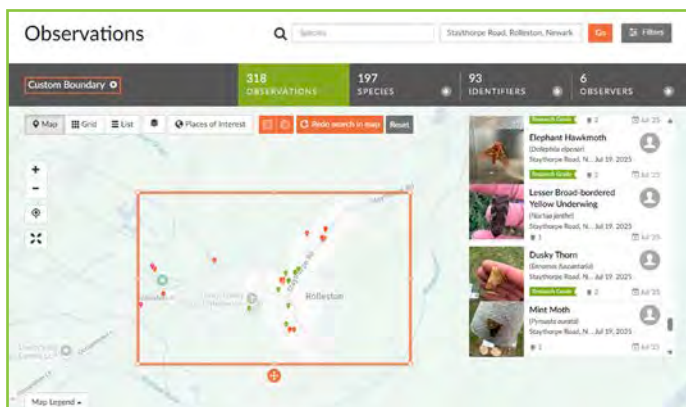 Observations
Species
Staythorpe Road, Rolleston, Newark
Go
Filters
Custom Boundary
318
OBSERVATIONS
197
SPECIES
93
IDENTIFIERS
6
OBSERVERS
Map
Grid
List
Places of Interest
Redo search in map
Reset
+
−
Rolleston
Map Legend
Research Grade 2 Jul '25
Elephant Hawkmoth
(Deilephila elpenor)
Staythorpe Road, N... Jul 19, 2025
Research Grade 2 Jul '25
Lesser Broad-bordered
Yellow Underwing
(Noctua janthe)
Staythorpe Road, N... Jul 19, 2025
1 Jul '25
Dusky Thorn
(Ennomos fuscantaria)
Staythorpe Road, N... Jul 19, 2025
Research Grade 2 Jul '25
Mint Moth
(Pyrausta aurata)
Staythorpe Road, N... Jul 19, 2025
Jul '25